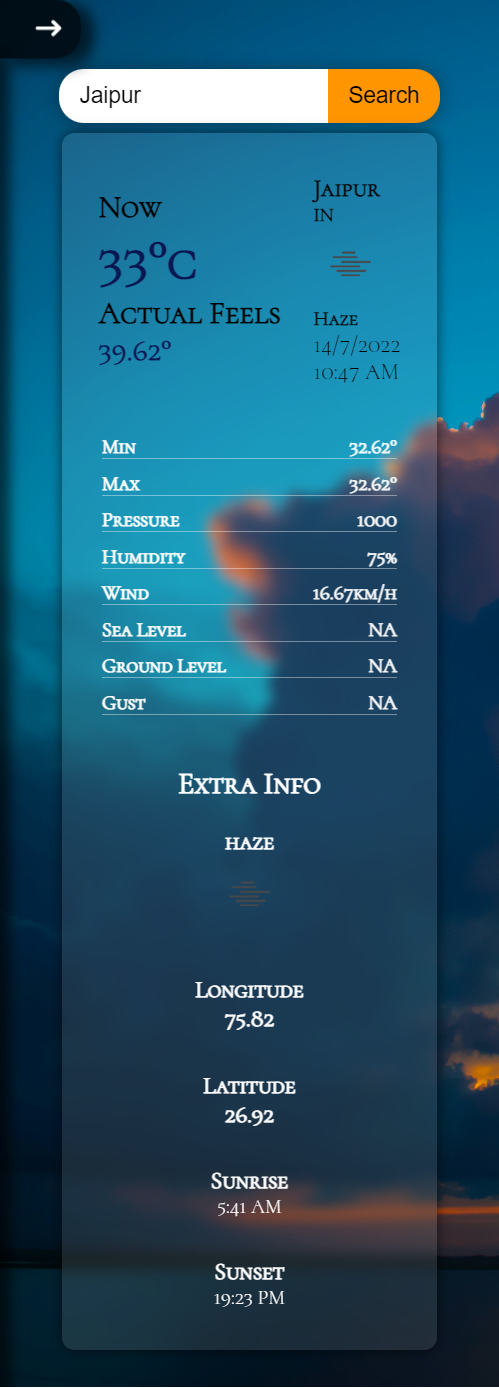 Jaipur Search
Now
33°C
Actual Feels
39.62°
Jaipur
IN
Haze
14/7/2022
10:47 AM
Min 32.62°
Max 32.62°
Pressure 1000
Humidity 75%
Wind 16.67km/h
Sea Level NA
Ground Level NA
Gust NA
Extra Info
haze
Longitude
75.82
Latitude
26.92
Sunrise
5:41 AM
Sunset
19:23 PM